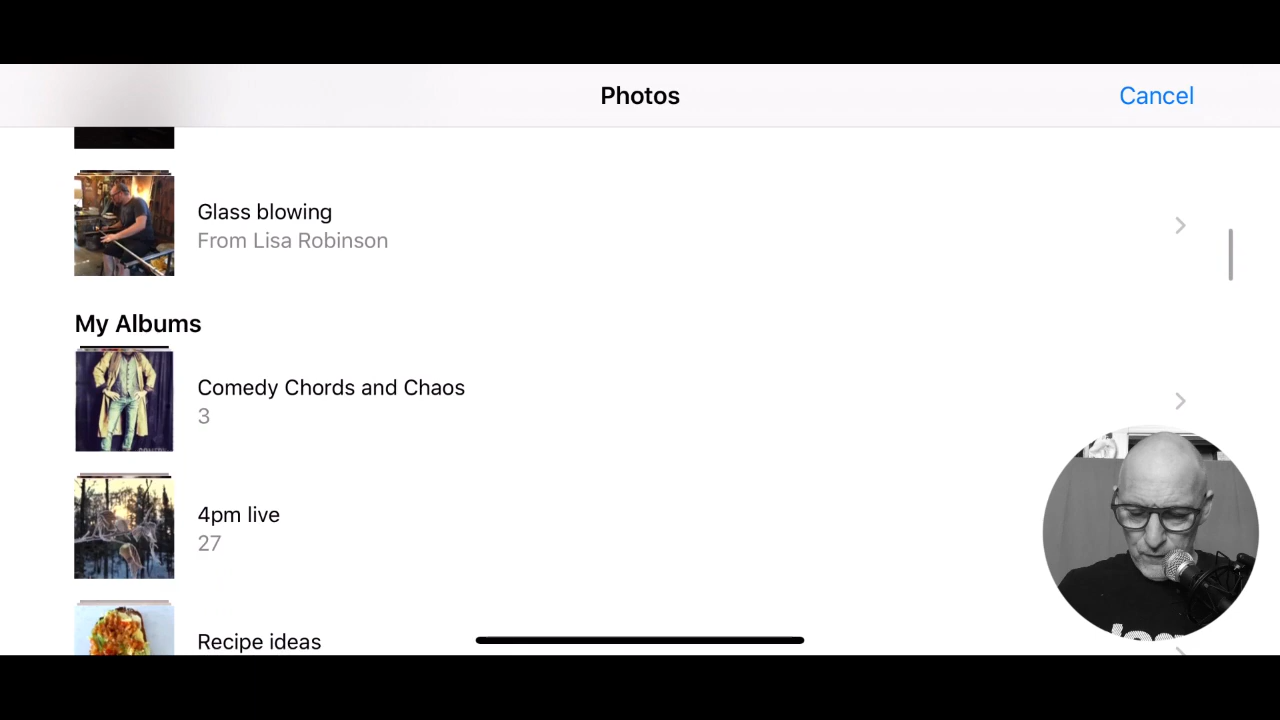 Photos
Cancel
Glass blowing
From Lisa Robinson
My Albums
Comedy Chords and Chaos
3
4pm live
27
Recipe ideas